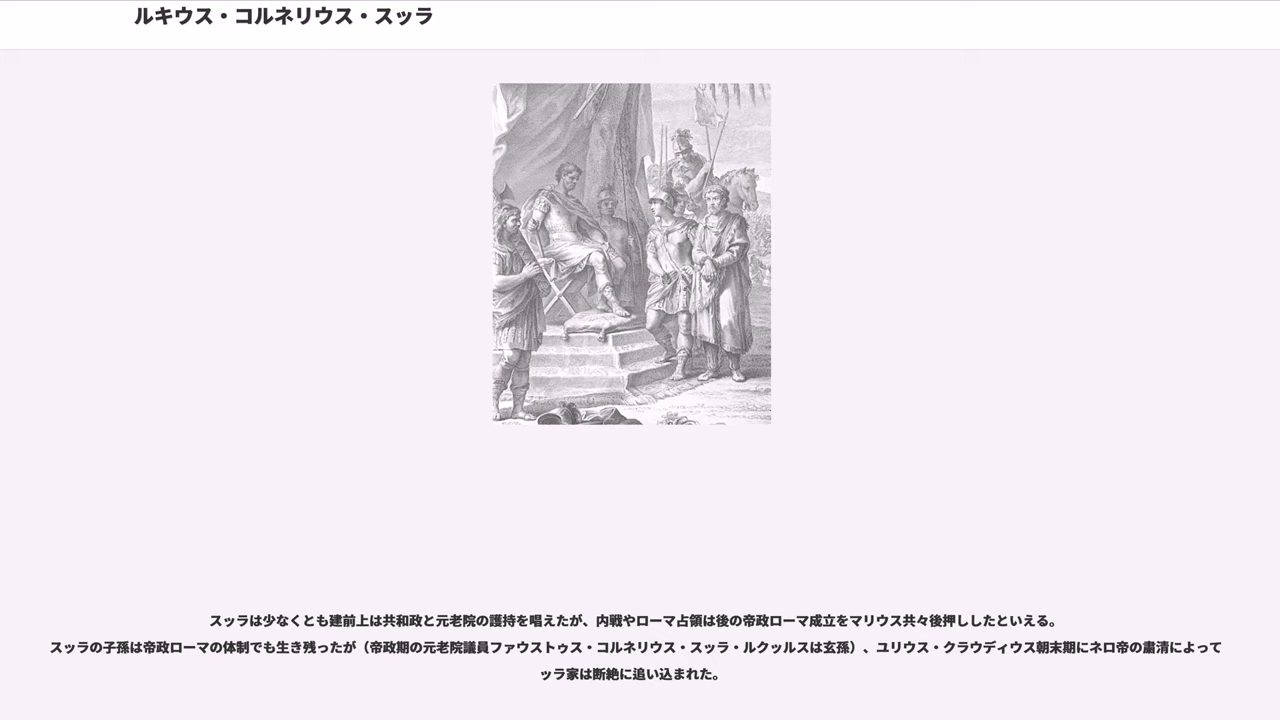 ルキウス・コルネリウス・スッラ
スッラは少なくとも建前上は共和政と元老院の護持を唱えたが、内戦やローマ占領は後の帝政ローマ成立をマリウス共々後押ししたといえる。
スッラの子孫は帝政ローマの体制でも生き残ったが（帝政期の元老院議員ファウストゥス・コルネリウス・スッラ・ルクッルスは玄孫）、ユリウス・クラウディウス朝末期にネロ帝の粛清によって
ッラ家は断絶に追い込まれた。